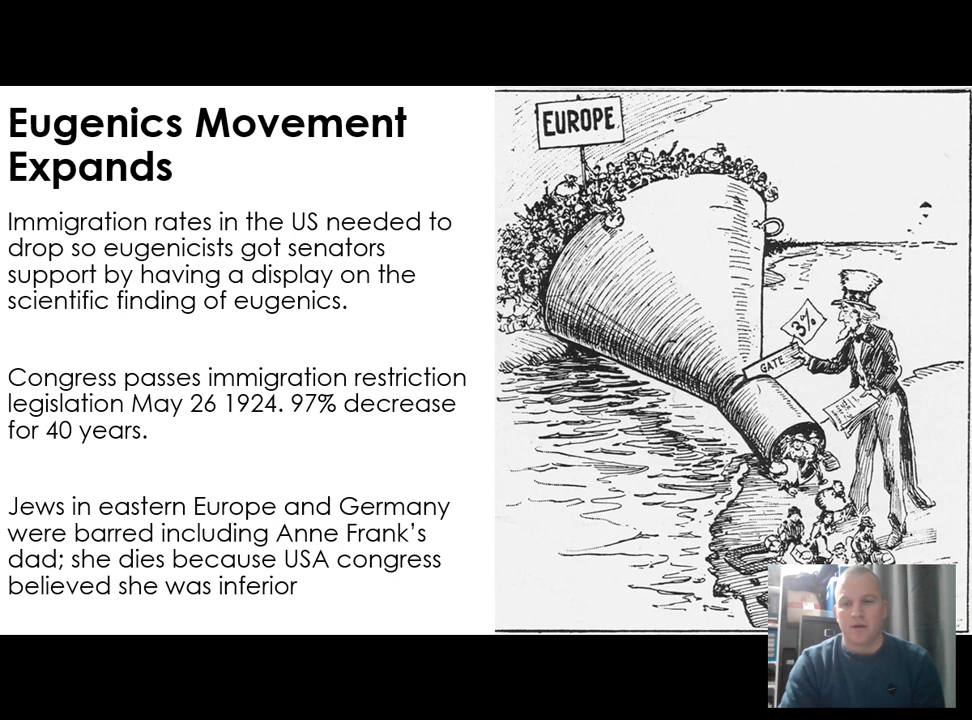 Eugenics Movement
Expands
Immigration rates in the US needed to
drop so eugenicists got senators
support by having a display on the
scientific finding of eugenics.
Congress passes immigration restriction
legislation May 26 1924. 97% decrease
for 40 years.
Jews in eastern Europe and Germany
were barred including Anne Frank’s
dad; she dies because USA congress
believed she was inferior
EUROPE
3%
GATE